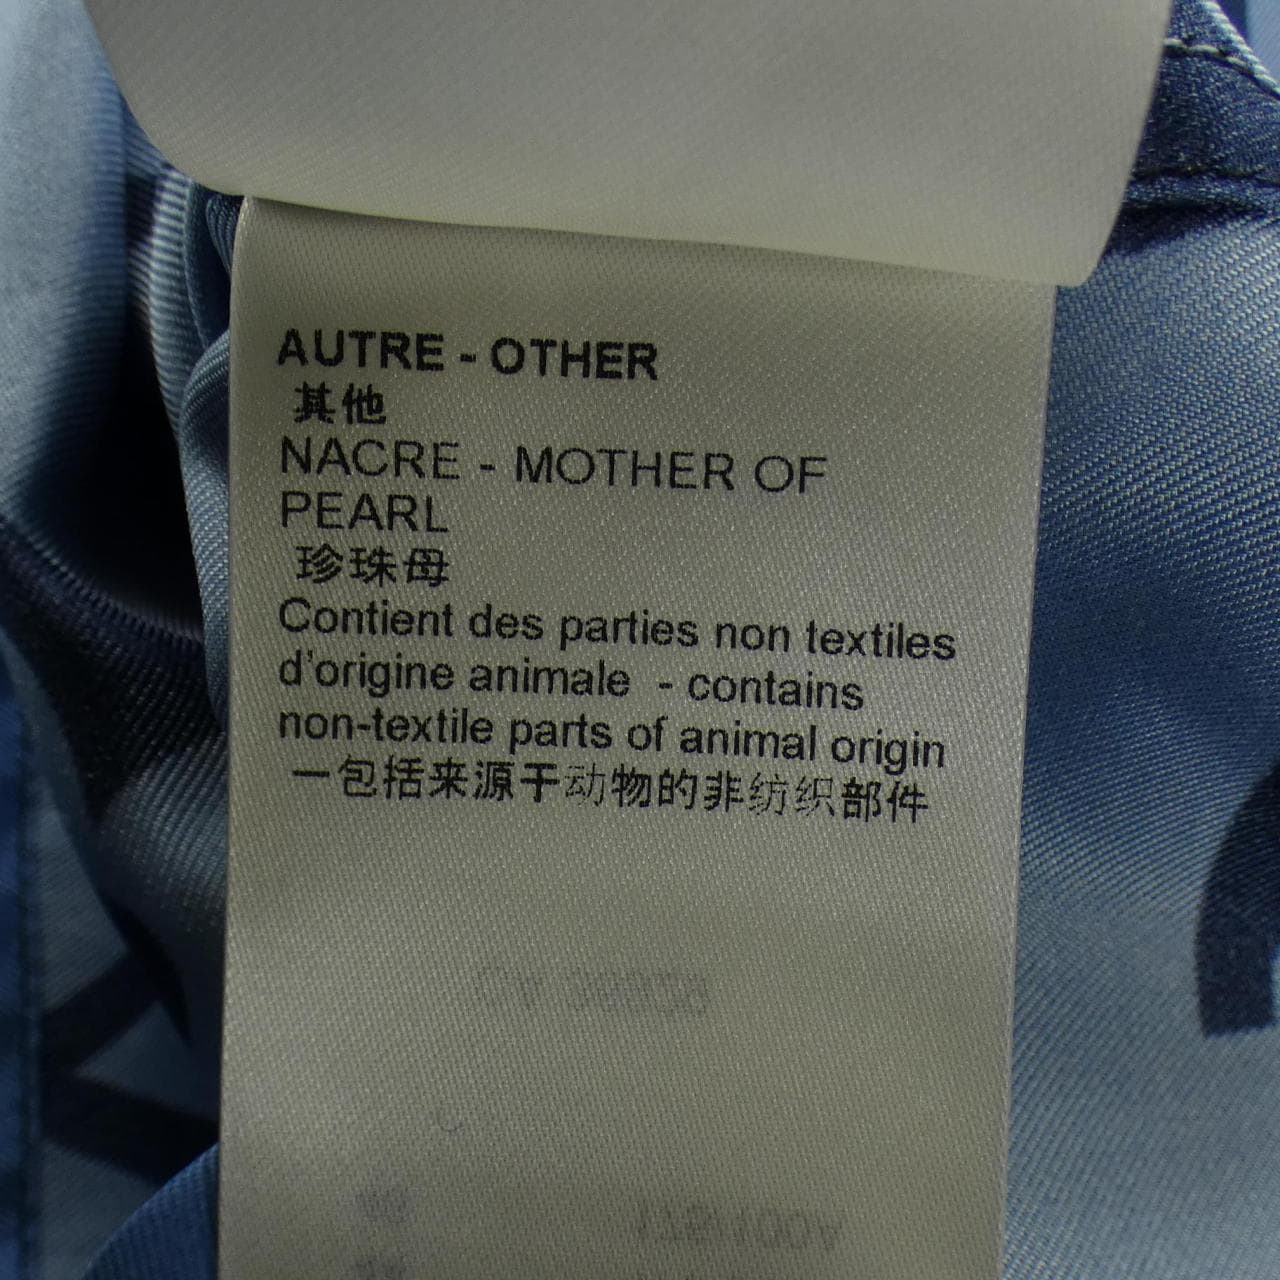 AUTRE - OTHER
其他
NACRE - MOTHER OF
PEARL
珍珠母
Contient des parties non textiles
d'origine animale - contains
non-textile parts of animal origin
一包括来源于动物的非纺织部件